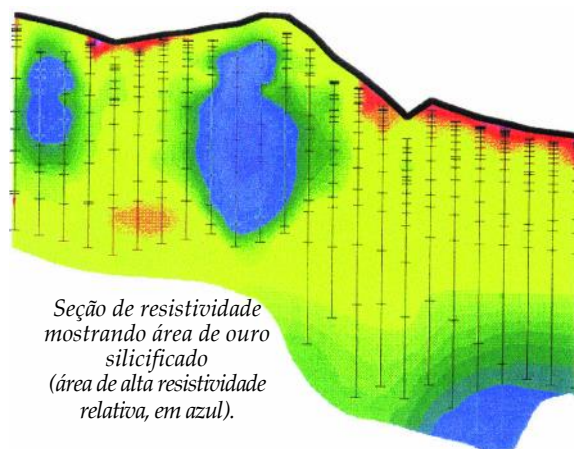 Seção de resistividade
mostrando área de ouro
silicificado
(área de alta resistividade
relativa, em azul).